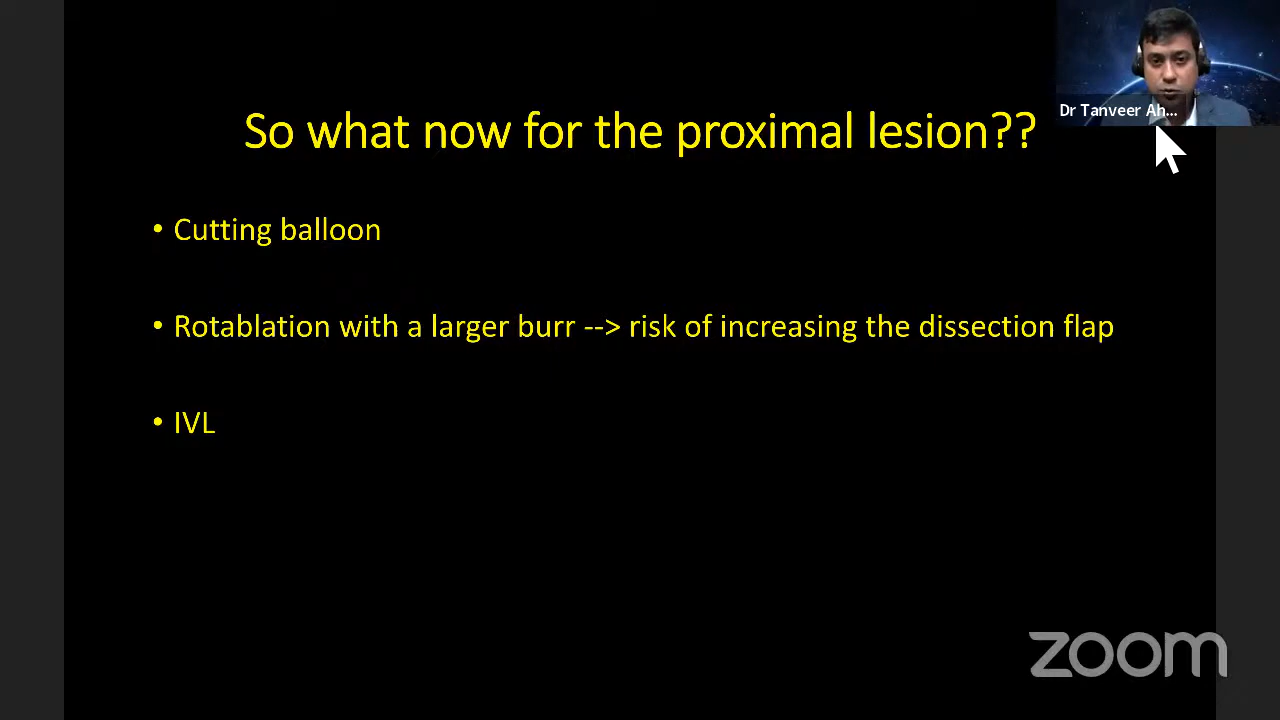 Dr Tanveer Ah...
So what now for the proximal lesion??
• Cutting balloon
• Rotablation with a larger burr --> risk of increasing the dissection flap
• IVL
zoom